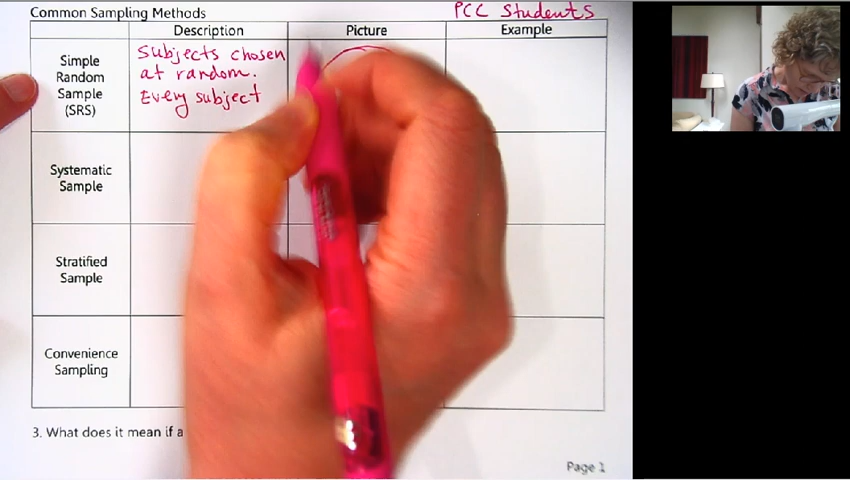 Common Sampling Methods
PCC Students
Description
Picture
Example
Simple
Random
Sample
(SRS)
Subjects chosen
at random.
Every subject
Systematic
Sample
Stratified
Sample
Convenience
Sampling
3. What does it mean if a
Page 1